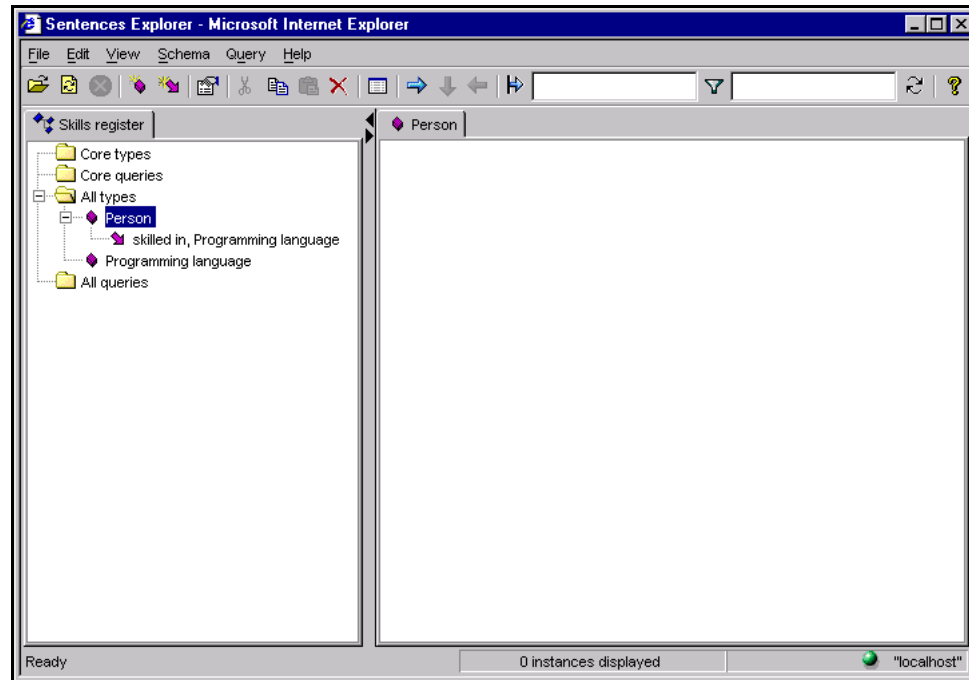 Sentences Explorer - Microsoft Internet Explorer
File Edit View Schema Query Help
Skills register
Person
Core types
Core queries
All types
Person
skilled in, Programming language
Programming language
All queries
Ready
0 instances displayed
"localhost"